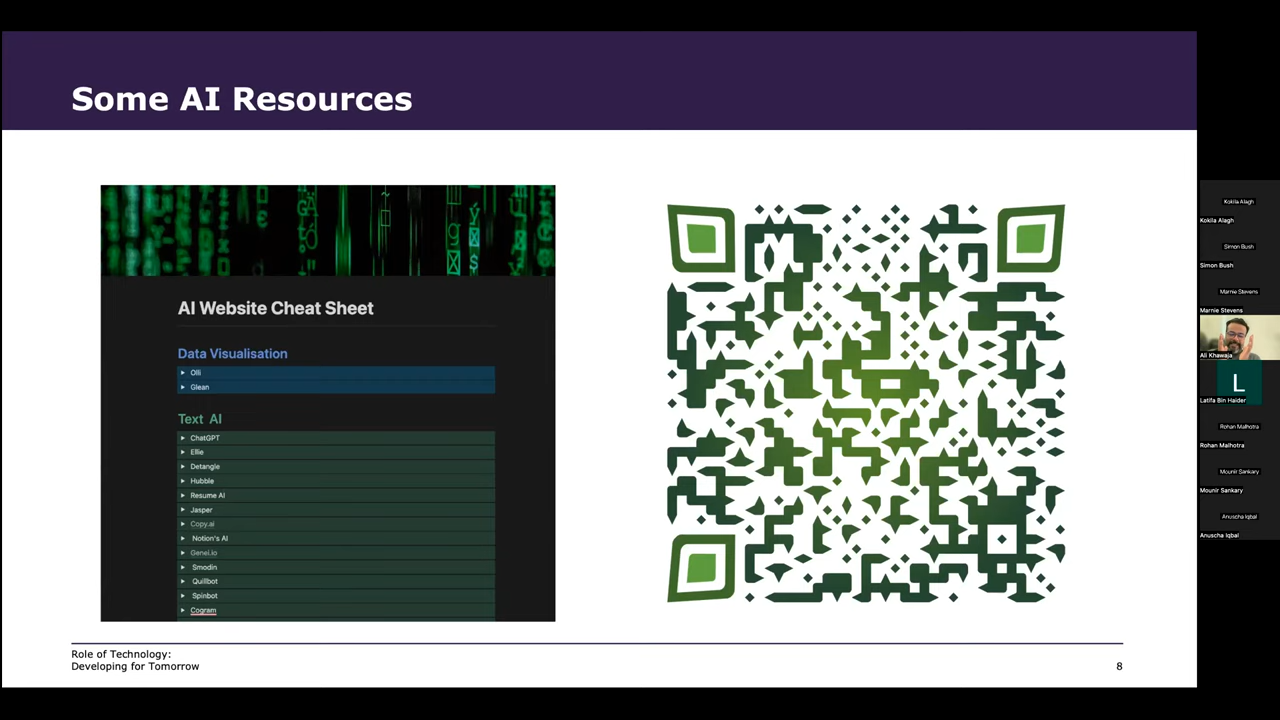 Some AI Resources
AI Website Cheat Sheet
Data Visualisation
Olli
Glean
Text AI
ChatGPT
Ellie
Detangle
Hubble
Resume AI
Jasper
Copy.ai
Notion's AI
Genei.io
Smodin
Quillbot
Spinbot
Cogram
Role of Technology:
Developing for Tomorrow
8
Kokila Alagh
Kokila Alagh
Simon Bush
Simon Bush
Marnie Stevens
Marnie Stevens
Ali Khawaja
L
Latifa Bin Haider
Rohan Malhotra
Rohan Malhotra
Mounir Sankary
Mounir Sankary
Anuscha Iqbal
Anuscha Iqbal